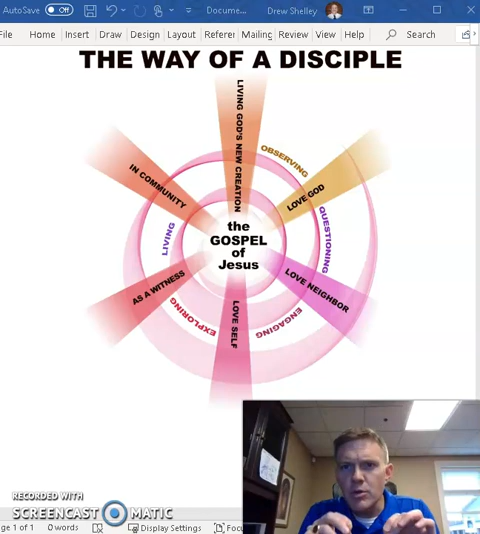 AutoSave Off Docume... Drew Shelley
File Home Insert Draw Design Layout Referer Mailing Review View Help Search
THE WAY OF A DISCIPLE
LIVING GOD'S NEW CREATION
OBSERVING
LOVE GOD
IN COMMUNITY
QUESTIONING
the
GOSPEL
of
Jesus
LIVING
LOVE NEIGHBOR
AS A WITNESS
LOVE SELF
EXPLORING
ENGAGING
RECORDED WITH
SCREENCAST MATIC
ge 1 of 1 0 words Display Settings Foc